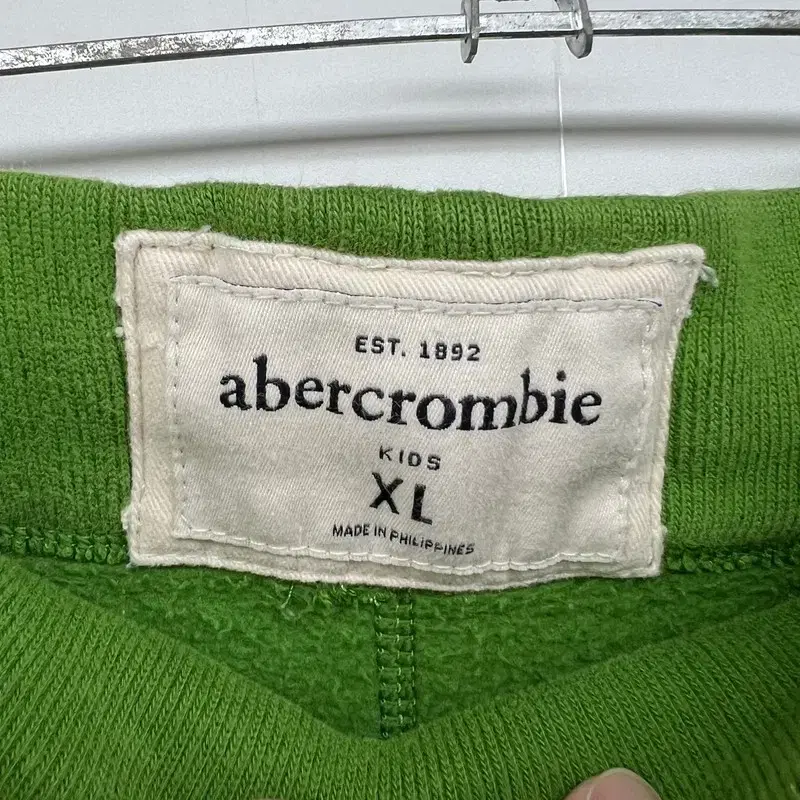 EST. 1892
abercrombie
KIDS
XL
MADE IN PHILIPPINES